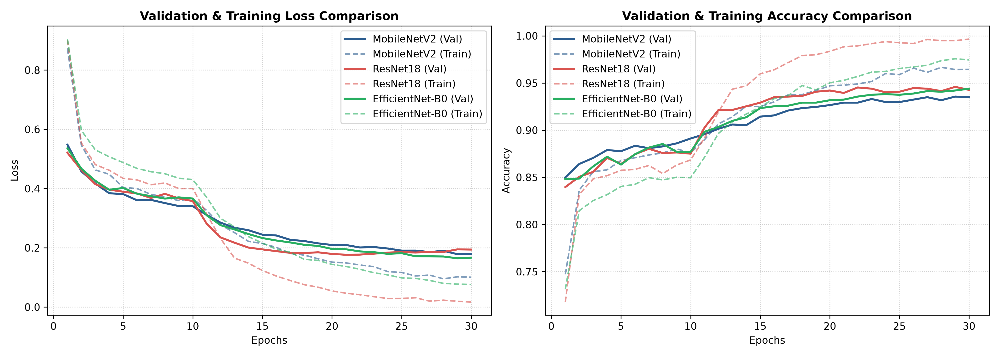 Validation & Training Loss Comparison
Loss
0.8
0.6
0.4
0.2
0.0
MobileNetV2 (Val)
MobileNetV2 (Train)
ResNet18 (Val)
ResNet18 (Train)
EfficientNet-B0 (Val)
EfficientNet-B0 (Train)
0 5 10 15 20 25 30
Epochs
Validation & Training Accuracy Comparison
Accuracy
1.00
0.95
0.90
0.85
0.80
0.75
MobileNetV2 (Val)
MobileNetV2 (Train)
ResNet18 (Val)
ResNet18 (Train)
EfficientNet-B0 (Val)
EfficientNet-B0 (Train)
0 5 10 15 20 25 30
Epochs